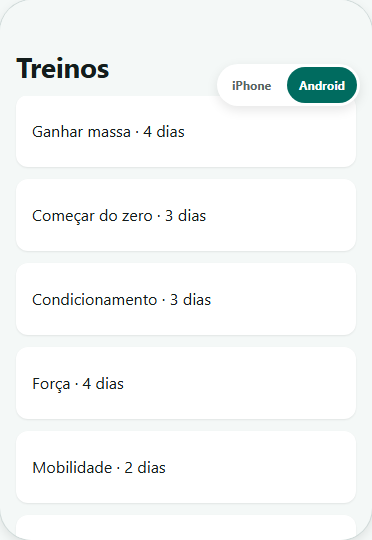 Treinos
iPhone Android
Ganhar massa · 4 dias
Começar do zero · 3 dias
Condicionamento · 3 dias
Força · 4 dias
Mobilidade · 2 dias